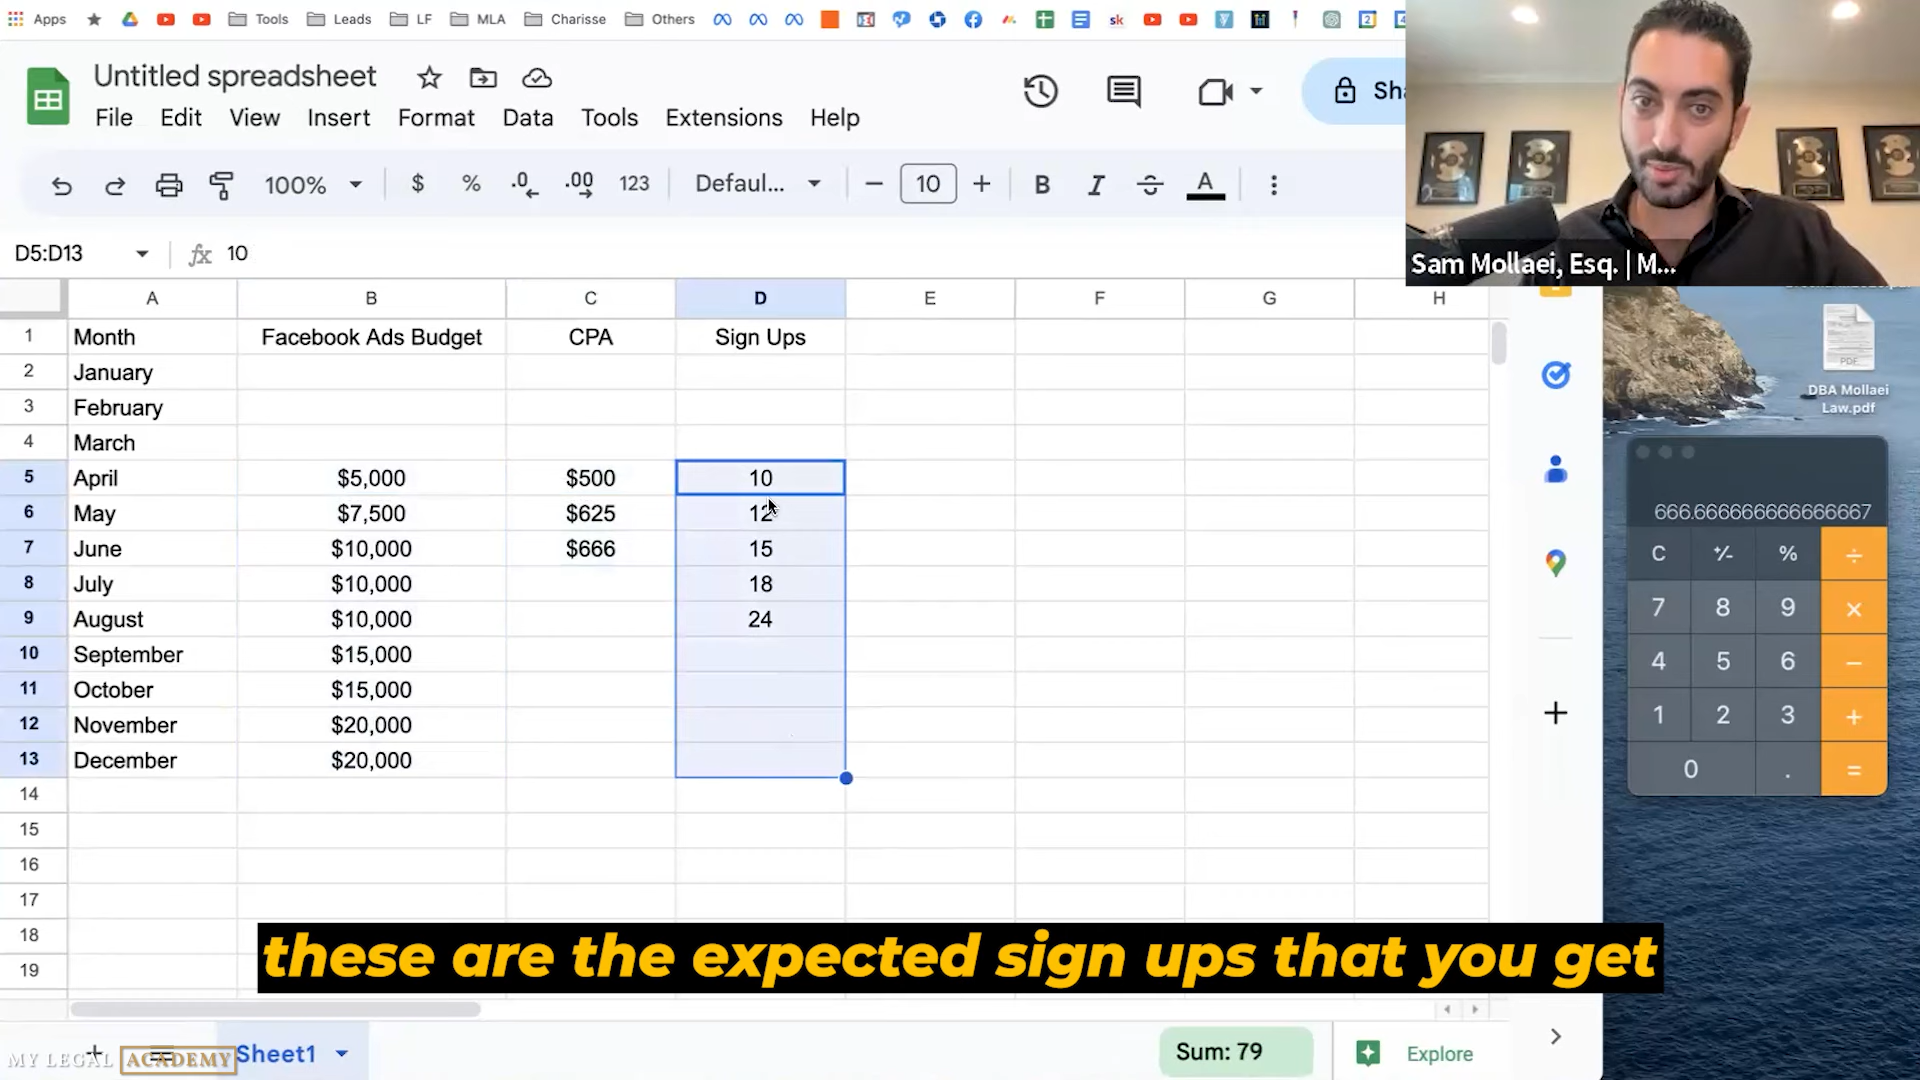 Apps Tools Leads LF MLA Charisse Others
Untitled spreadsheet
File Edit View Insert Format Data Tools Extensions Help
100% $ % .0 .00 123 Defaul... 10 B I A
D5:D13 fx 10
Sam Mollaei, Esq. | M...
A B C D E F G H
1 Month Facebook Ads Budget CPA Sign Ups
2 January
3 February
4 March
5 April $5,000 $500 10
6 May $7,500 $625 12
7 June $10,000 $666 15
8 July $10,000 18
9 August $10,000 24
10 September $15,000
11 October $15,000
12 November $20,000
13 December $20,000
14
15
16
17
18
19
PDF
DBA Mollaei
Law.pdf
666.666666666666667
C +/- % ÷
7 8 9 ×
4 5 6 −
1 2 3 +
0 . =
these are the expected sign ups that you get
MY LEGAL ACADEMY
Sheet1 Sum: 79 Explore